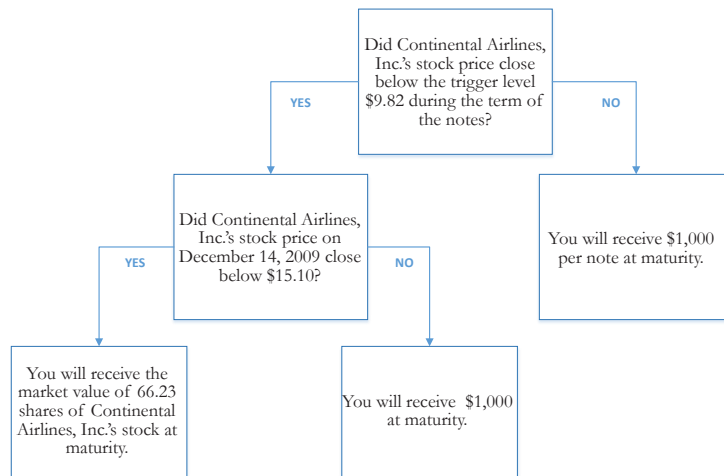 Did Continental Airlines,
Inc.'s stock price close
below the trigger level
$9.82 during the term of
the notes?
YES
NO
Did Continental Airlines,
Inc.'s stock price on
December 14, 2009 close
below $15.10?
You will receive $1,000
per note at maturity.
YES
NO
You will receive the
market value of 66.23
shares of Continental
Airlines, Inc.'s stock at
maturity.
You will receive $1,000
at maturity.